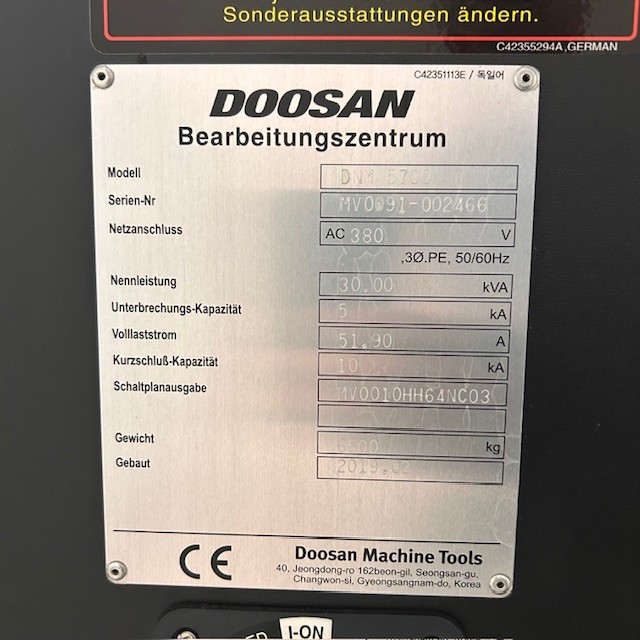 Sonderausstattungen ändern.
C42355294A,GERMAN
C42351113E / 독일어
DOOSAN
Bearbeitungszentrum
Modell DNM 5700
Serien-Nr MV0091-002466
Netzanschluss AC 380 V
,3Ø.PE, 50/60Hz
Nennleistung 30.00 kVA
Unterbrechungs-Kapazität 5 kA
Volllaststrom 51.90 A
Kurzschluß-Kapazität 10 kA
Schaltplanausgabe MV0010HH64NC03
Gewicht 6500 kg
Gebaut 2019.02
CE Doosan Machine Tools
40, Jeongdong-ro 162beon-gil, Seongsan-gu,
Changwon-si, Gyeongsangnam-do, Korea
I-ON